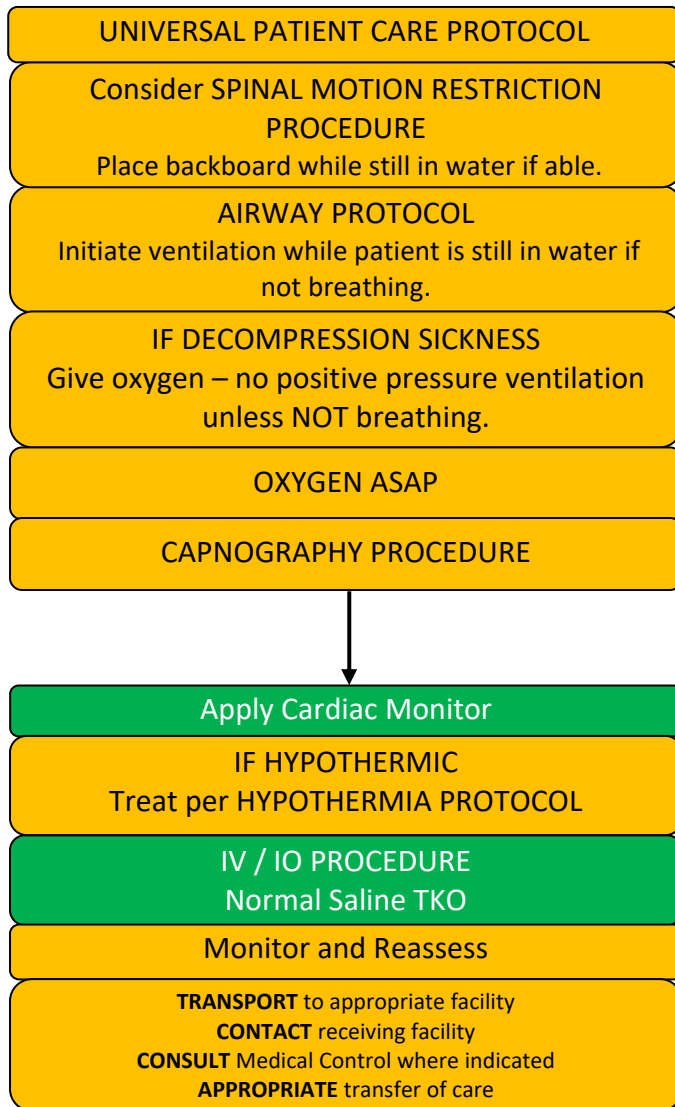 UNIVERSAL PATIENT CARE PROTOCOL
Consider SPINAL MOTION RESTRICTION
PROCEDURE
Place backboard while still in water if able.
AIRWAY PROTOCOL
Initiate ventilation while patient is still in water if
not breathing.
IF DECOMPRESSION SICKNESS
Give oxygen – no positive pressure ventilation
unless NOT breathing.
OXYGEN ASAP
CAPNOGRAPHY PROCEDURE
Apply Cardiac Monitor
IF HYPOTHERMIC
Treat per HYPOTHERMIA PROTOCOL
IV / IO PROCEDURE
Normal Saline TKO
Monitor and Reassess
TRANSPORT to appropriate facility
CONTACT receiving facility
CONSULT Medical Control where indicated
APPROPRIATE transfer of care